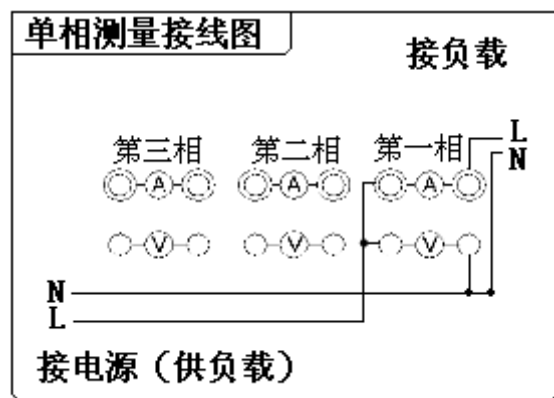 单相测量接线图
接负载
第三相 第二相 第一相
L
N
A A A
V V V
N
L
接电源（供负载）